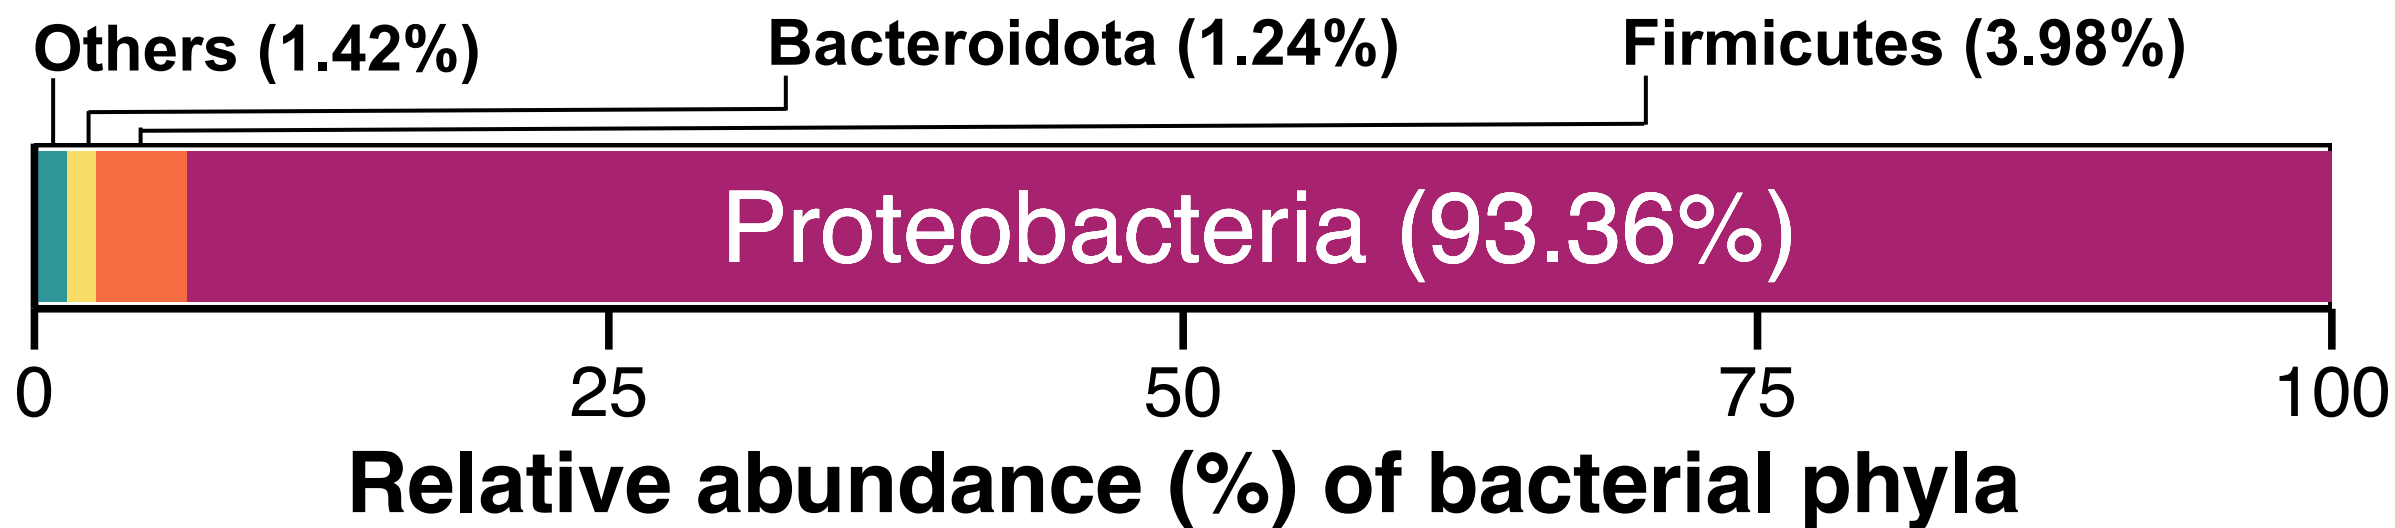 Others (1.42%)
Bacteroidota (1.24%)
Firmicutes (3.98%)
Proteobacteria (93.36%)
0 25 50 75 100
Relative abundance (%) of bacterial phyla